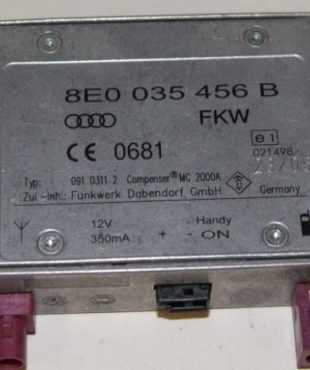 8E0 035 456 B
FKW
e1
CE 0681
021498
Typ: 091 0311 2 Compenser® MC 2000A
Zul.-Inh.: Funkwerk Dabendorf GmbH Germany
12V Handy
350mA + - ON